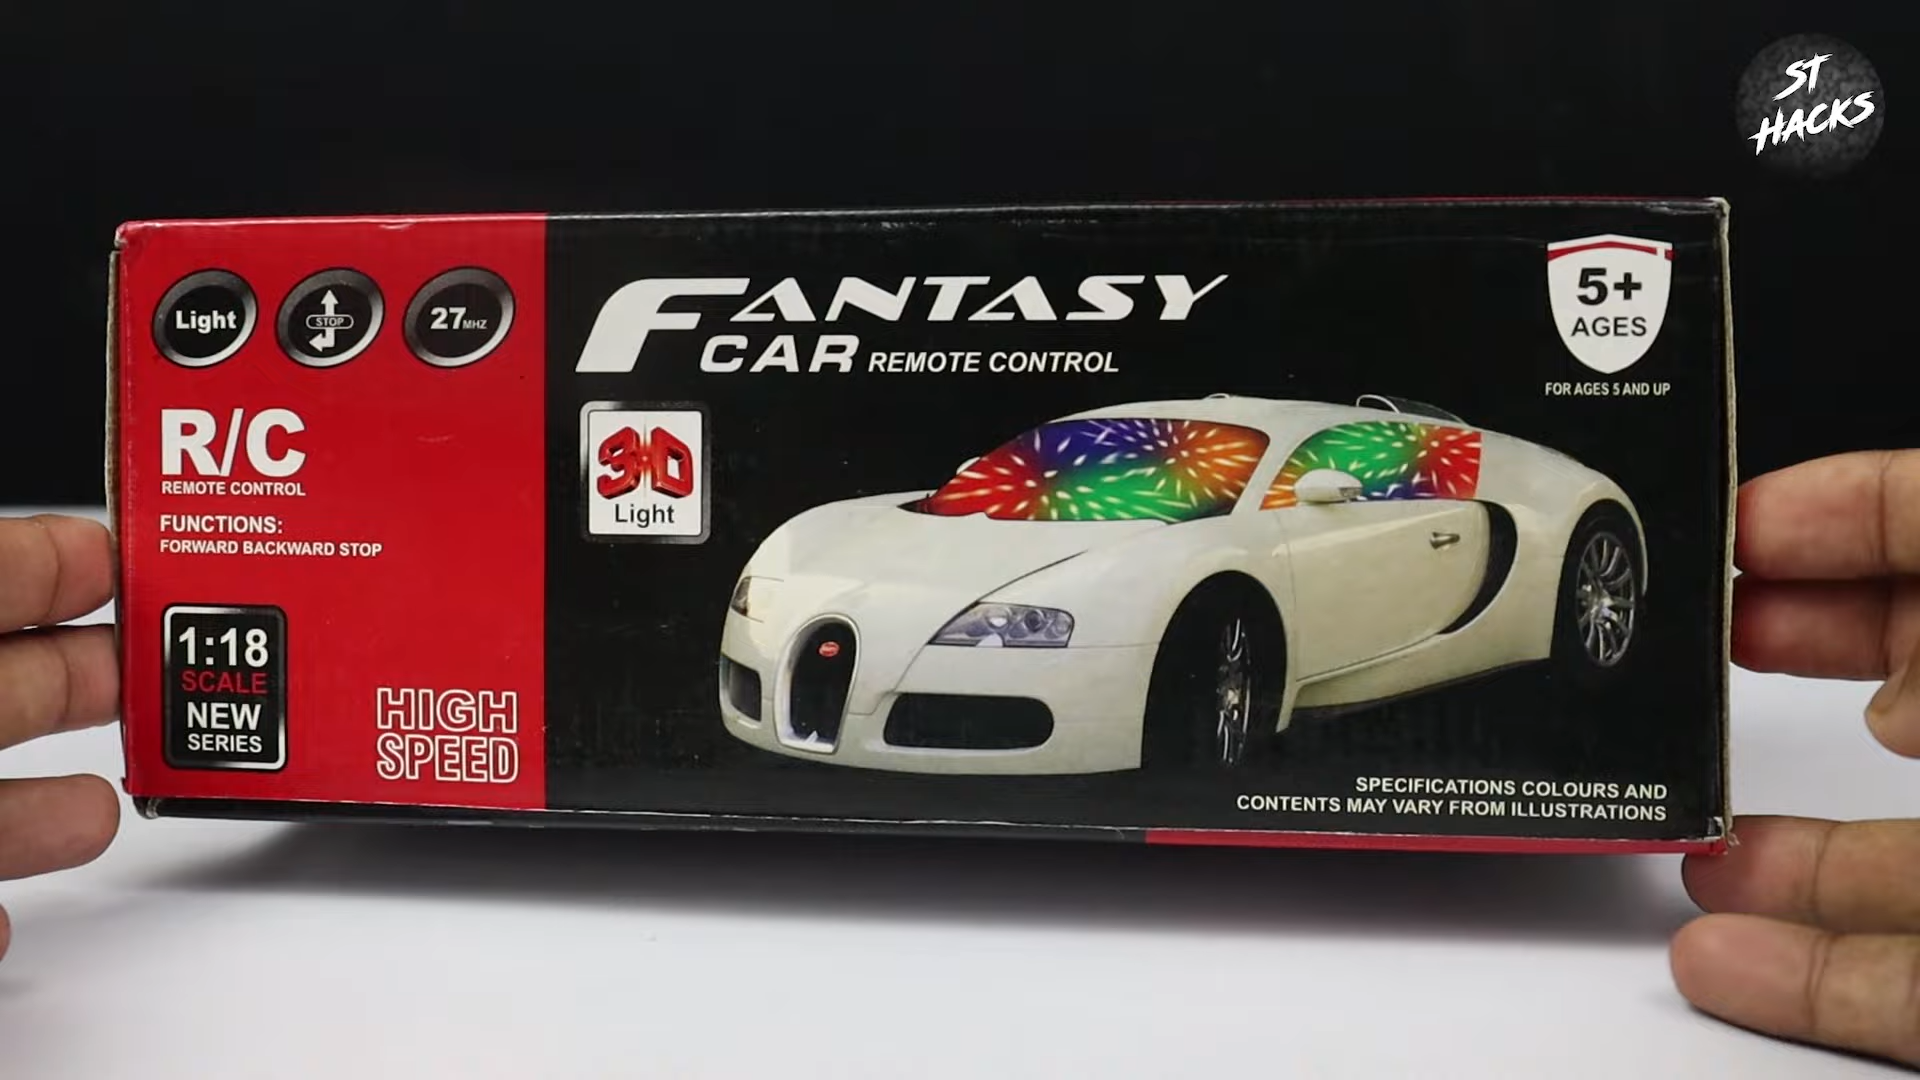 ST
HACKS
Light
STOP
27MHZ
R/C
REMOTE CONTROL
FUNCTIONS:
FORWARD BACKWARD STOP
1:18
SCALE
NEW
SERIES
HIGH
SPEED
FANTASY
CAR REMOTE CONTROL
3D
Light
5+
AGES
FOR AGES 5 AND UP
SPECIFICATIONS COLOURS AND
CONTENTS MAY VARY FROM ILLUSTRATIONS